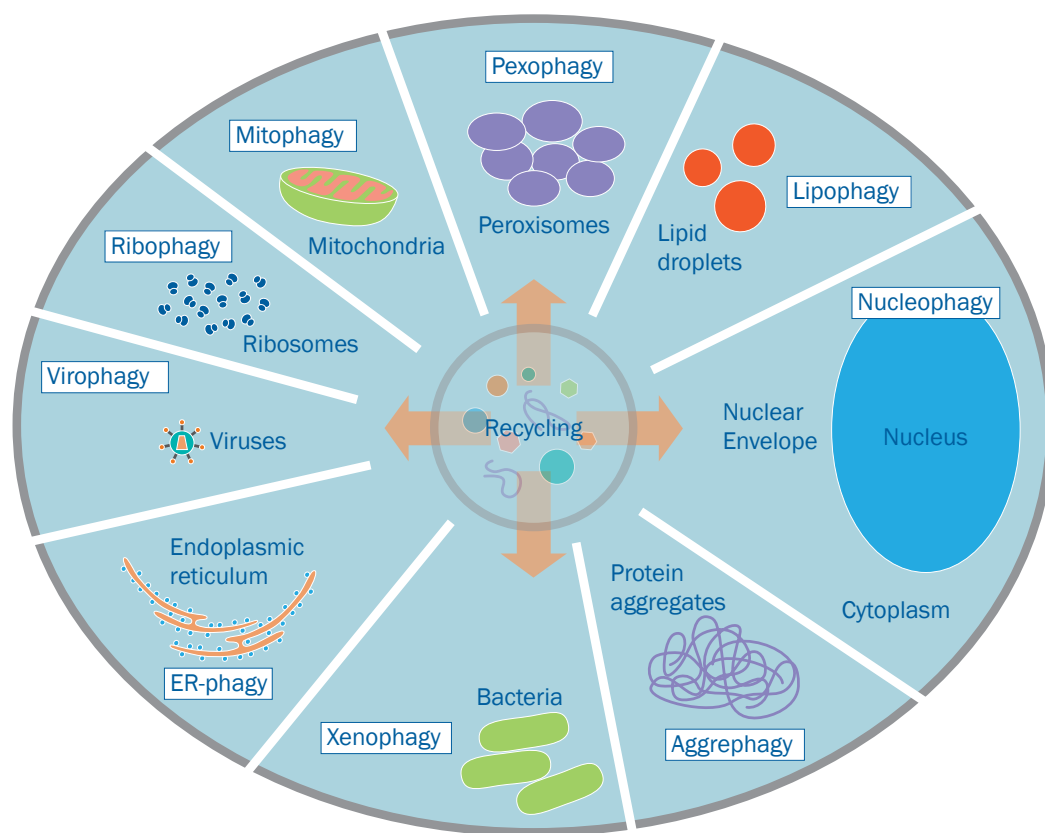 Pexophagy
Peroxisomes
Lipophagy
Lipid
droplets
Nucleophagy
Nuclear
Envelope
Nucleus
Cytoplasm
Protein
aggregates
Aggrephagy
Bacteria
Xenophagy
Endoplasmic
reticulum
ER-phagy
Virophagy
Viruses
Ribophagy
Ribosomes
Mitophagy
Mitochondria
Recycling